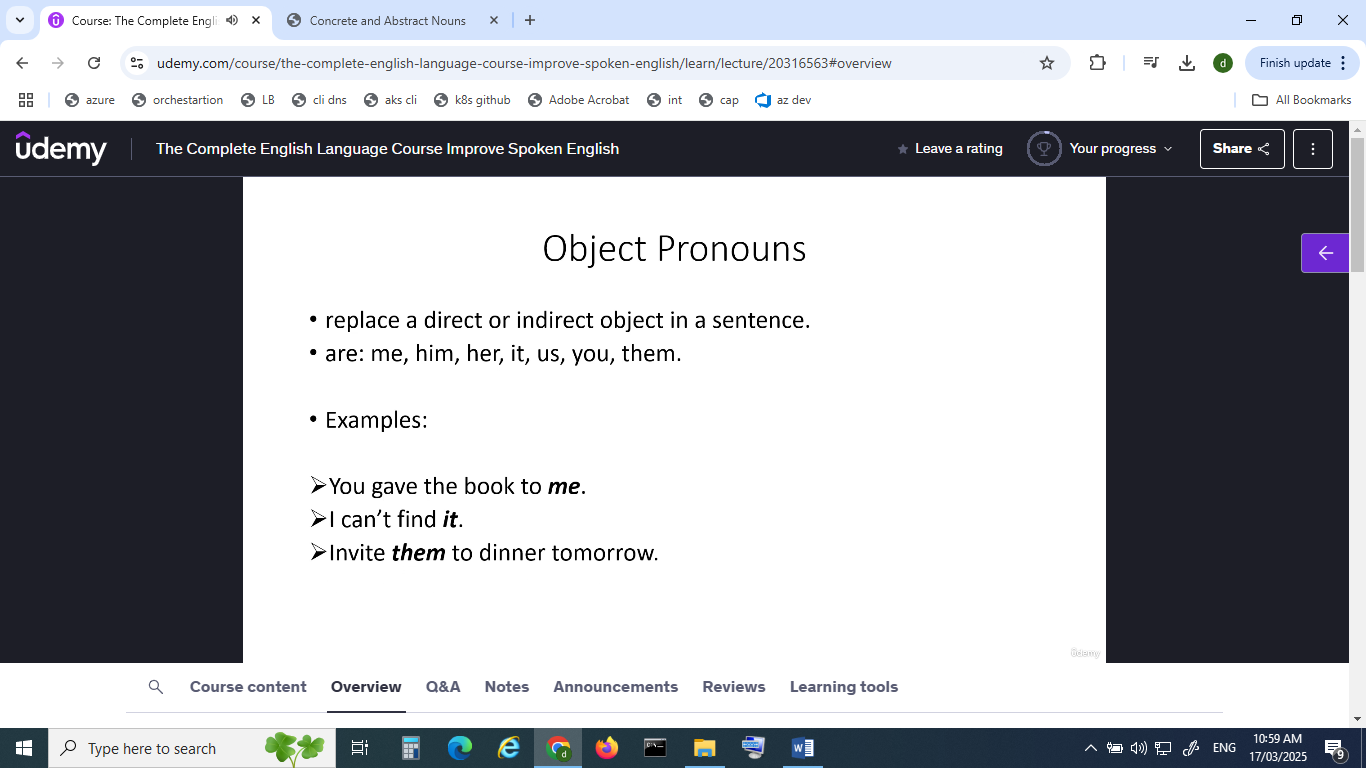 Course: The Complete Engli
Concrete and Abstract Nouns
udemy.com/course/the-complete-english-language-course-improve-spoken-english/learn/lecture/20316563#overview
d
Finish update
azure
orchestartion
LB
cli dns
aks cli
k8s github
Adobe Acrobat
int
cap
az dev
All Bookmarks
ûdemy
The Complete English Language Course Improve Spoken English
Leave a rating
Your progress
Share
Object Pronouns
• replace a direct or indirect object in a sentence.
• are: me, him, her, it, us, you, them.
• Examples:
➢You gave the book to me.
➢I can’t find it.
➢Invite them to dinner tomorrow.
ûdemy
Course content
Overview
Q&A
Notes
Announcements
Reviews
Learning tools
Type here to search
d
ENG
10:59 AM
17/03/2025
9